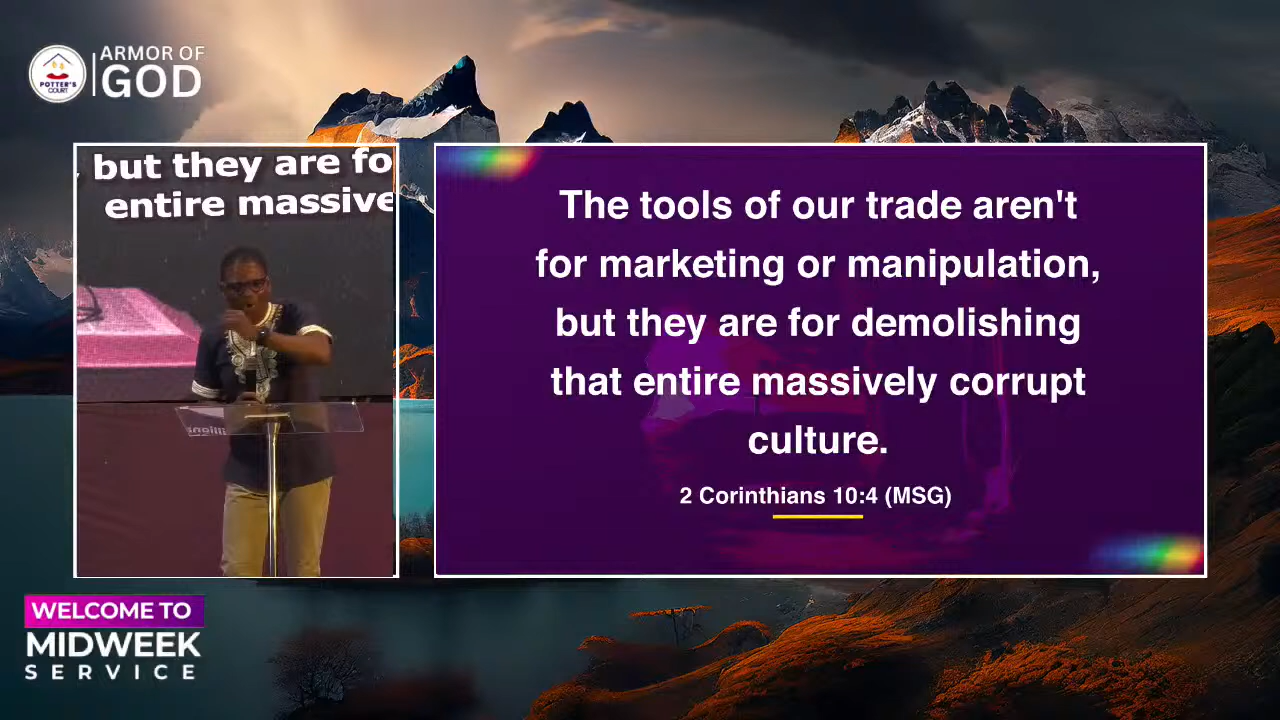 POTTER'S
COURT
ARMOR OF
GOD
but they are fo
entire massive
The tools of our trade aren't
for marketing or manipulation,
but they are for demolishing
that entire massively corrupt
culture.
2 Corinthians 10:4 (MSG)
WELCOME TO
MIDWEEK
SERVICE